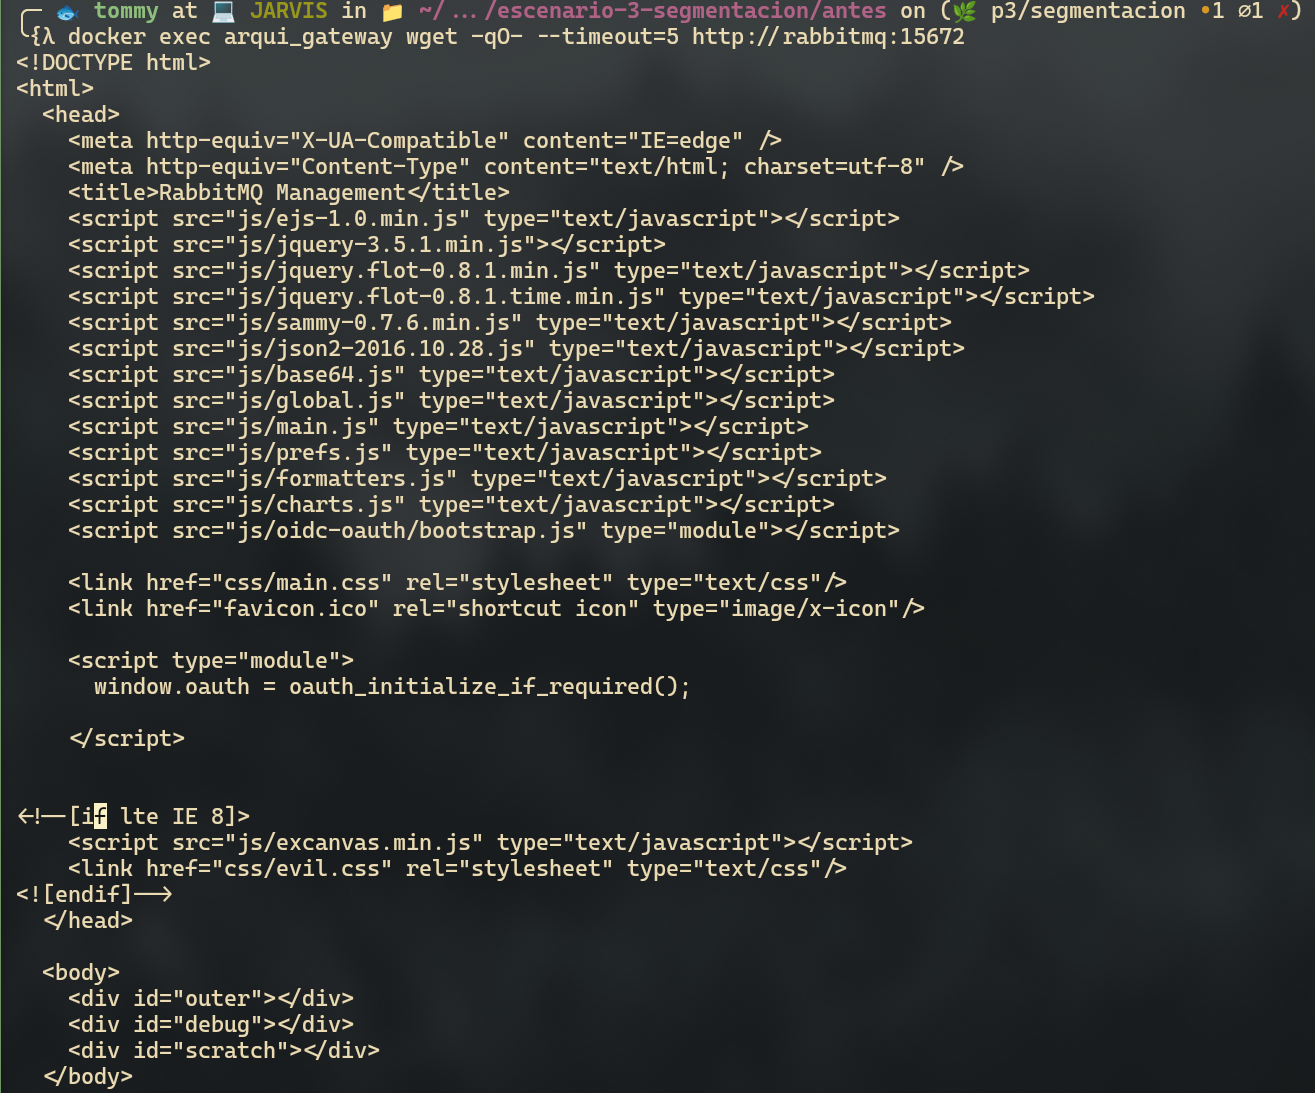 🐟 tommy at 💻 JARVIS in 📁 ~/.../escenario-3-segmentacion/antes on (🌿 p3/segmentacion •1 ⌀1 ✗)
{λ docker exec arqui_gateway wget -qO- --timeout=5 http://rabbitmq:15672
<!DOCTYPE html>
<html>
  <head>
    <meta http-equiv="X-UA-Compatible" content="IE=edge" />
    <meta http-equiv="Content-Type" content="text/html; charset=utf-8" />
    <title>RabbitMQ Management</title>
    <script src="js/ejs-1.0.min.js" type="text/javascript"></script>
    <script src="js/jquery-3.5.1.min.js"></script>
    <script src="js/jquery.flot-0.8.1.min.js" type="text/javascript"></script>
    <script src="js/jquery.flot-0.8.1.time.min.js" type="text/javascript"></script>
    <script src="js/sammy-0.7.6.min.js" type="text/javascript"></script>
    <script src="js/json2-2016.10.28.js" type="text/javascript"></script>
    <script src="js/base64.js" type="text/javascript"></script>
    <script src="js/global.js" type="text/javascript"></script>
    <script src="js/main.js" type="text/javascript"></script>
    <script src="js/prefs.js" type="text/javascript"></script>
    <script src="js/formatters.js" type="text/javascript"></script>
    <script src="js/charts.js" type="text/javascript"></script>
    <script src="js/oidc-oauth/bootstrap.js" type="module"></script>

    <link href="css/main.css" rel="stylesheet" type="text/css"/>
    <link href="favicon.ico" rel="shortcut icon" type="image/x-icon"/>

    <script type="module">
      window.oauth = oauth_initialize_if_required();

    </script>


<!--[if lte IE 8]>
    <script src="js/excanvas.min.js" type="text/javascript"></script>
    <link href="css/evil.css" rel="stylesheet" type="text/css"/>
<![endif]-->
  </head>

  <body>
    <div id="outer"></div>
    <div id="debug"></div>
    <div id="scratch"></div>
  </body>